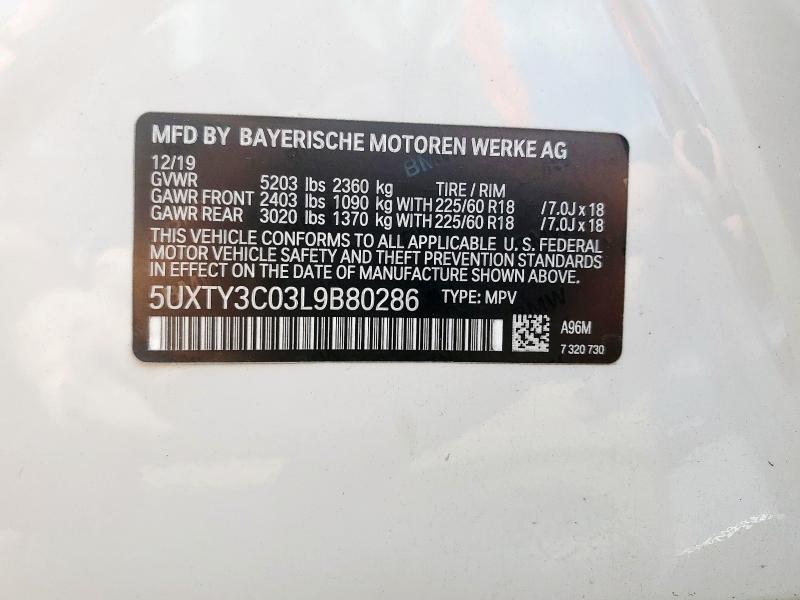 MFD BY BAYERISCHE MOTOREN WERKE AG
12/19
GVWR 5203 lbs 2360 kg TIRE / RIM
GAWR FRONT 2403 lbs 1090 kg WITH 225/60 R18 /7.0J x 18
GAWR REAR 3020 lbs 1370 kg WITH 225/60 R18 /7.0J x 18
THIS VEHICLE CONFORMS TO ALL APPLICABLE U. S. FEDERAL
MOTOR VEHICLE SAFETY AND THEFT PREVENTION STANDARDS
IN EFFECT ON THE DATE OF MANUFACTURE SHOWN ABOVE.
5UXTY3C03L9B80286 TYPE: MPV
A96M
7 320 730